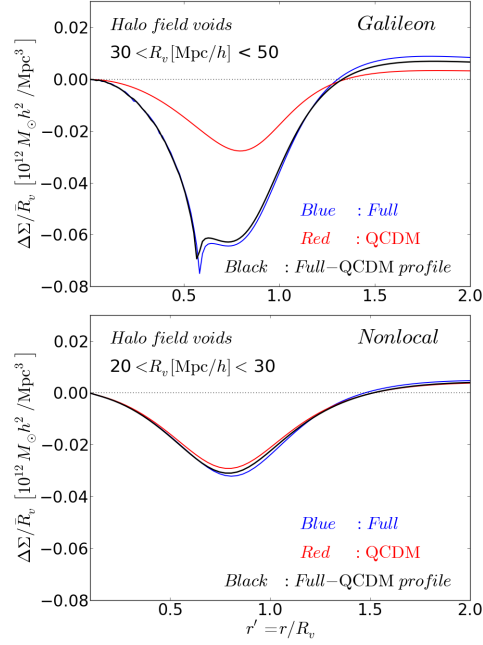 Halo field voids
Galileon
30 <R_v[Mpc/h] < 50
0.02
0.00
−0.02
−0.04
−0.06
−0.08
ΔΣ/R̄_v [10^12 M_⊙h^2 /Mpc^3 ]
Blue : Full
Red : QCDM
Black : Full−QCDM profile
0.5 1.0 1.5 2.0
Halo field voids
Nonlocal
20 <R_v[Mpc/h] < 30
0.02
0.00
−0.02
−0.04
−0.06
−0.08
ΔΣ/R̄_v [10^12 M_⊙h^2 /Mpc^3 ]
Blue : Full
Red : QCDM
Black : Full−QCDM profile
0.5 1.0 1.5 2.0
r′ =r/R_v